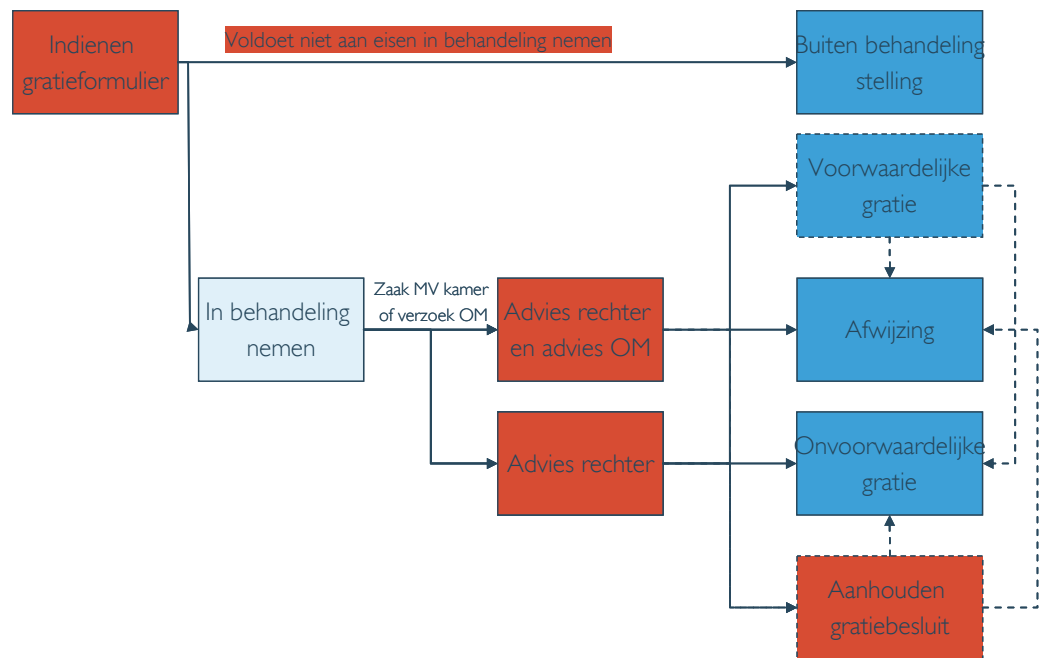 Indienen
gratieformulier
Voldoet niet aan eisen in behandeling nemen
Buiten behandeling
stelling
Voorwaardelijke
gratie
In behandeling
nemen
Zaak MV kamer
of verzoek OM
Advies rechter
en advies OM
Afwijzing
Advies rechter
Onvoorwaardelijke
gratie
Aanhouden
gratiebesluit